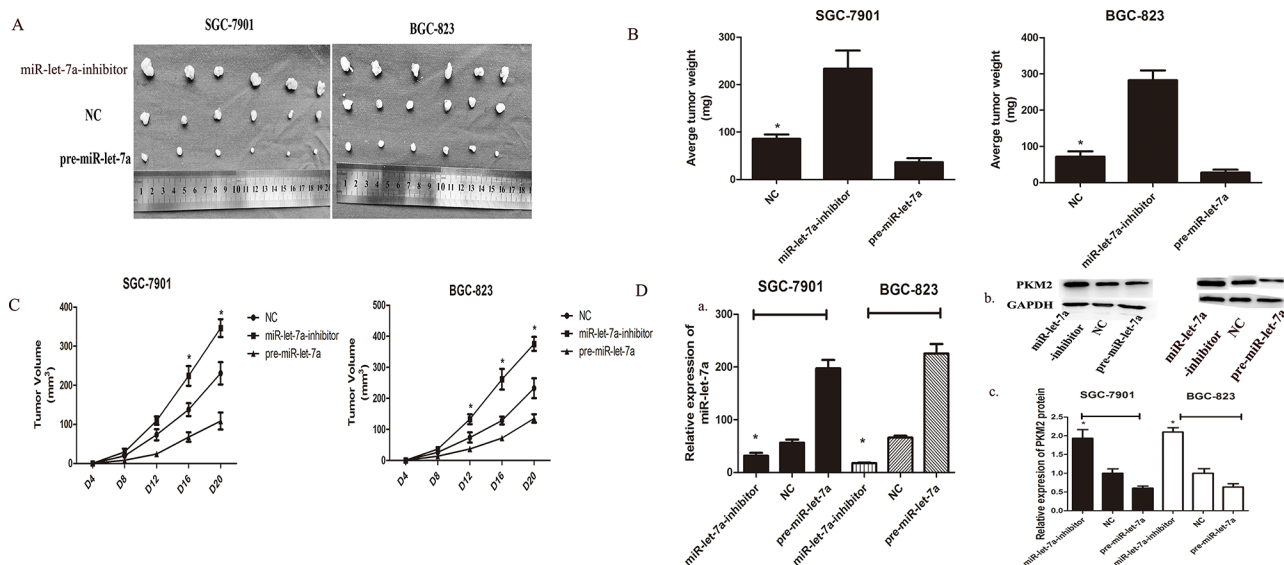 A
SGC-7901
BGC-823
miR-let-7a-inhibitor
NC
pre-miR-let-7a
1 2 3 4 5 6 7 8 9 10 11 12 13 14 15 16 17 18 19 20
1 2 3 4 5 6 7 8 9 10 11 12 13 14 15 16 17 18 19
B
SGC-7901
Averge tumor weight
(mg)
300
200
100
0
*
NC
miR-let-7a-inhibitor
pre-miR-let-7a
BGC-823
Averge tumor weight
(mg)
400
300
200
100
0
*
NC
miR-let-7a-inhibitor
pre-miR-let-7a
C
SGC-7901
Tumor Volume
(mm3)
400
300
200
100
0
* *
D4 D8 D12 D16 D20
NC
miR-let-7a-inhibitor
pre-miR-let-7a
BGC-823
Tumor Volume
(mm3)
500
400
300
200
100
0
* * *
D4 D8 D12 D16 D20
NC
miR-let-7a-inhibitor
pre-miR-let-7a
D
a.
SGC-7901
BGC-823
Relative expression of
miR-let-7a
300
200
100
50
0
* *
miR-let-7a-inhibitor
NC
pre-miR-let-7a
miR-let-7a-inhibitor
NC
pre-miR-let-7a
b.
PKM2
GAPDH
miR-let-7a
-inhibitor
NC
pre-miR-let-7a
miR-let-7a
-inhibitor
NC
pre-miR-let-7a
c.
SGC-7901
BGC-823
Relative expresion of PKM2 protein
2.5
2.0
1.5
1.0
0.5
0.0
* *
miR-let-7a-inhibitor
NC
pre-miR-let-7a
miR-let-7a-inhibitor
NC
pre-miR-let-7a